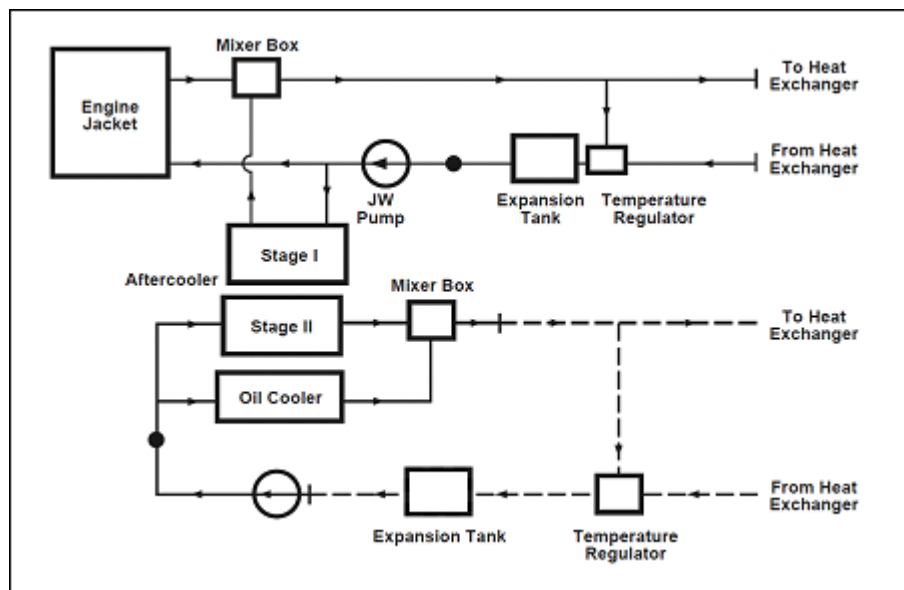 Mixer Box
To Heat
Exchanger
Engine
Jacket
From Heat
Exchanger
JW
Pump
Expansion
Tank
Temperature
Regulator
Stage I
Aftercooler
Mixer Box
Stage II
To Heat
Exchanger
Oil Cooler
From Heat
Exchanger
Expansion Tank
Temperature
Regulator